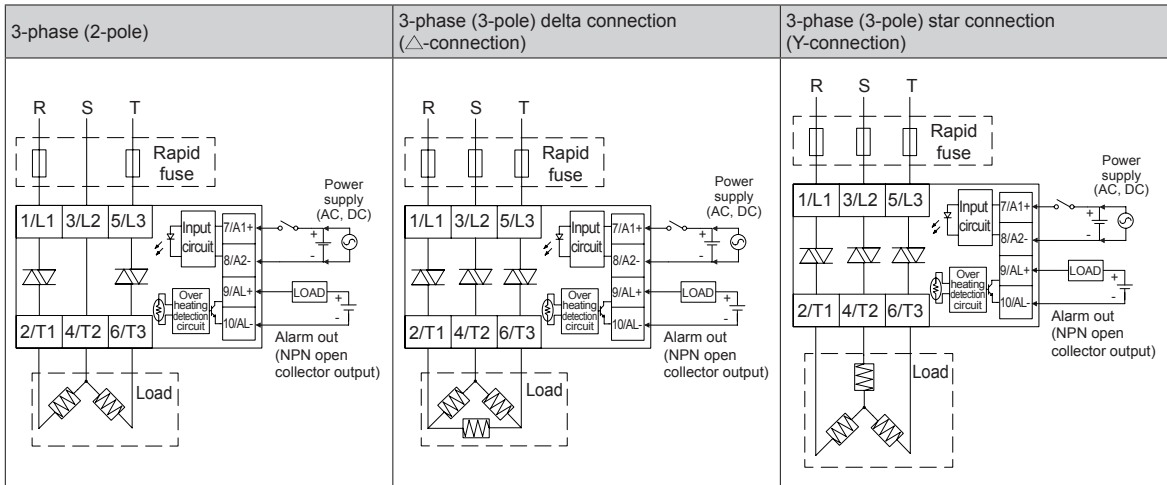 3-phase (2-pole)
3-phase (3-pole) delta connection
(△-connection)
3-phase (3-pole) star connection
(Y-connection)
R S T
Rapid
fuse
Power
supply
(AC, DC)
1/L1 3/L2 5/L3
Input
circuit
7/A1+
+
-
8/A2-
9/AL+
LOAD
+
Over
heating
detection
circuit
10/AL-
-
2/T1 4/T2 6/T3
Alarm out
(NPN open
collector output)
Load
R S T
Rapid
fuse
Power
supply
(AC, DC)
1/L1 3/L2 5/L3
Input
circuit
7/A1+
+
-
8/A2-
9/AL+
LOAD
+
Over
heating
detection
circuit
10/AL-
-
2/T1 4/T2 6/T3
Alarm out
(NPN open
collector output)
Load
R S T
Rapid
fuse
Power
supply
(AC, DC)
1/L1 3/L2 5/L3
Input
circuit
7/A1+
+
-
8/A2-
9/AL+
LOAD
+
Over
heating
detection
circuit
10/AL-
-
2/T1 4/T2 6/T3
Alarm out
(NPN open
collector output)
Load